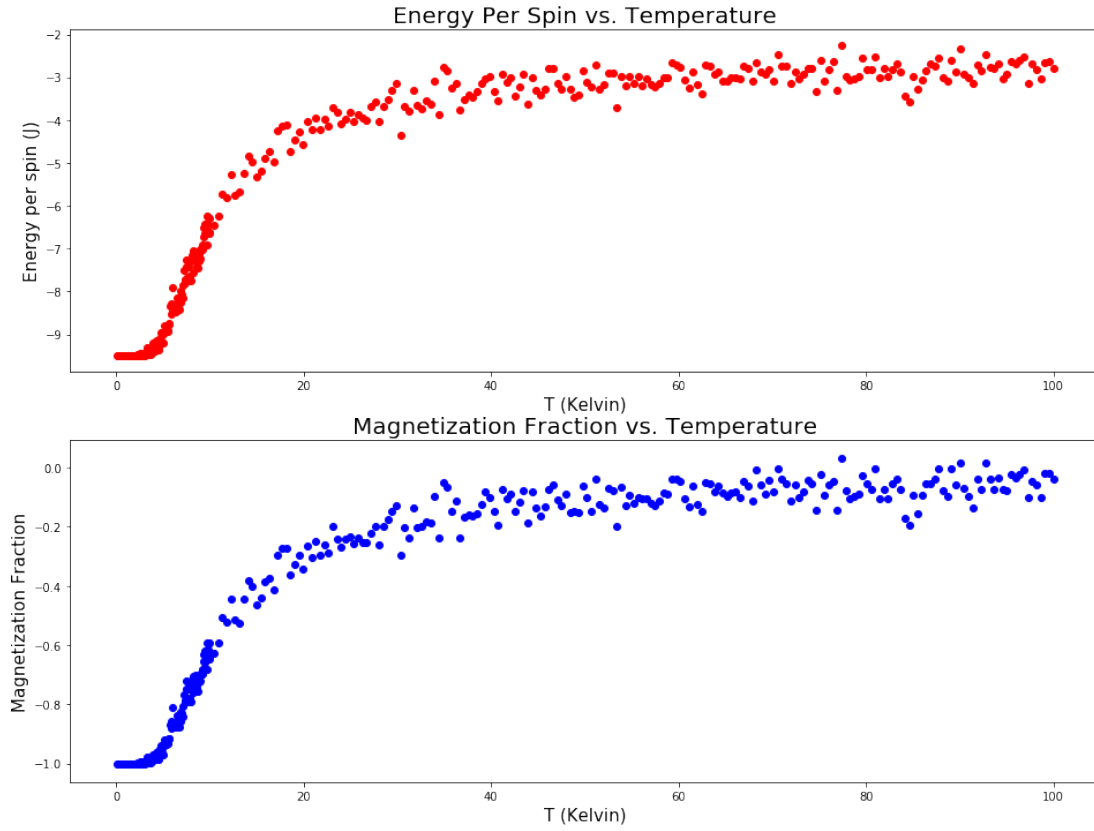 Energy Per Spin vs. Temperature
−2
−3
−4
−5
−6
−7
−8
−9
Energy per spin (J)
0 20 40 60 80 100
T (Kelvin)
Magnetization Fraction vs. Temperature
0.0
−0.2
−0.4
−0.6
−0.8
−1.0
Magnetization Fraction
0 20 40 60 80 100
T (Kelvin)